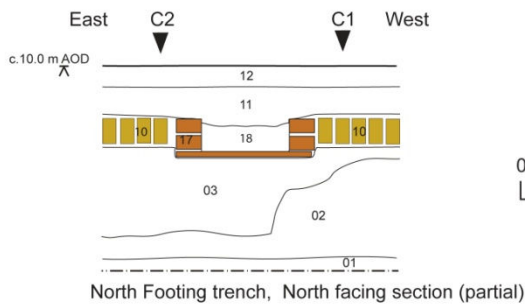 East C2 C1 West
c.10.0 m AOD
12
11
10 17 18 10
0
03
02
01
North Footing trench, North facing section (partial)